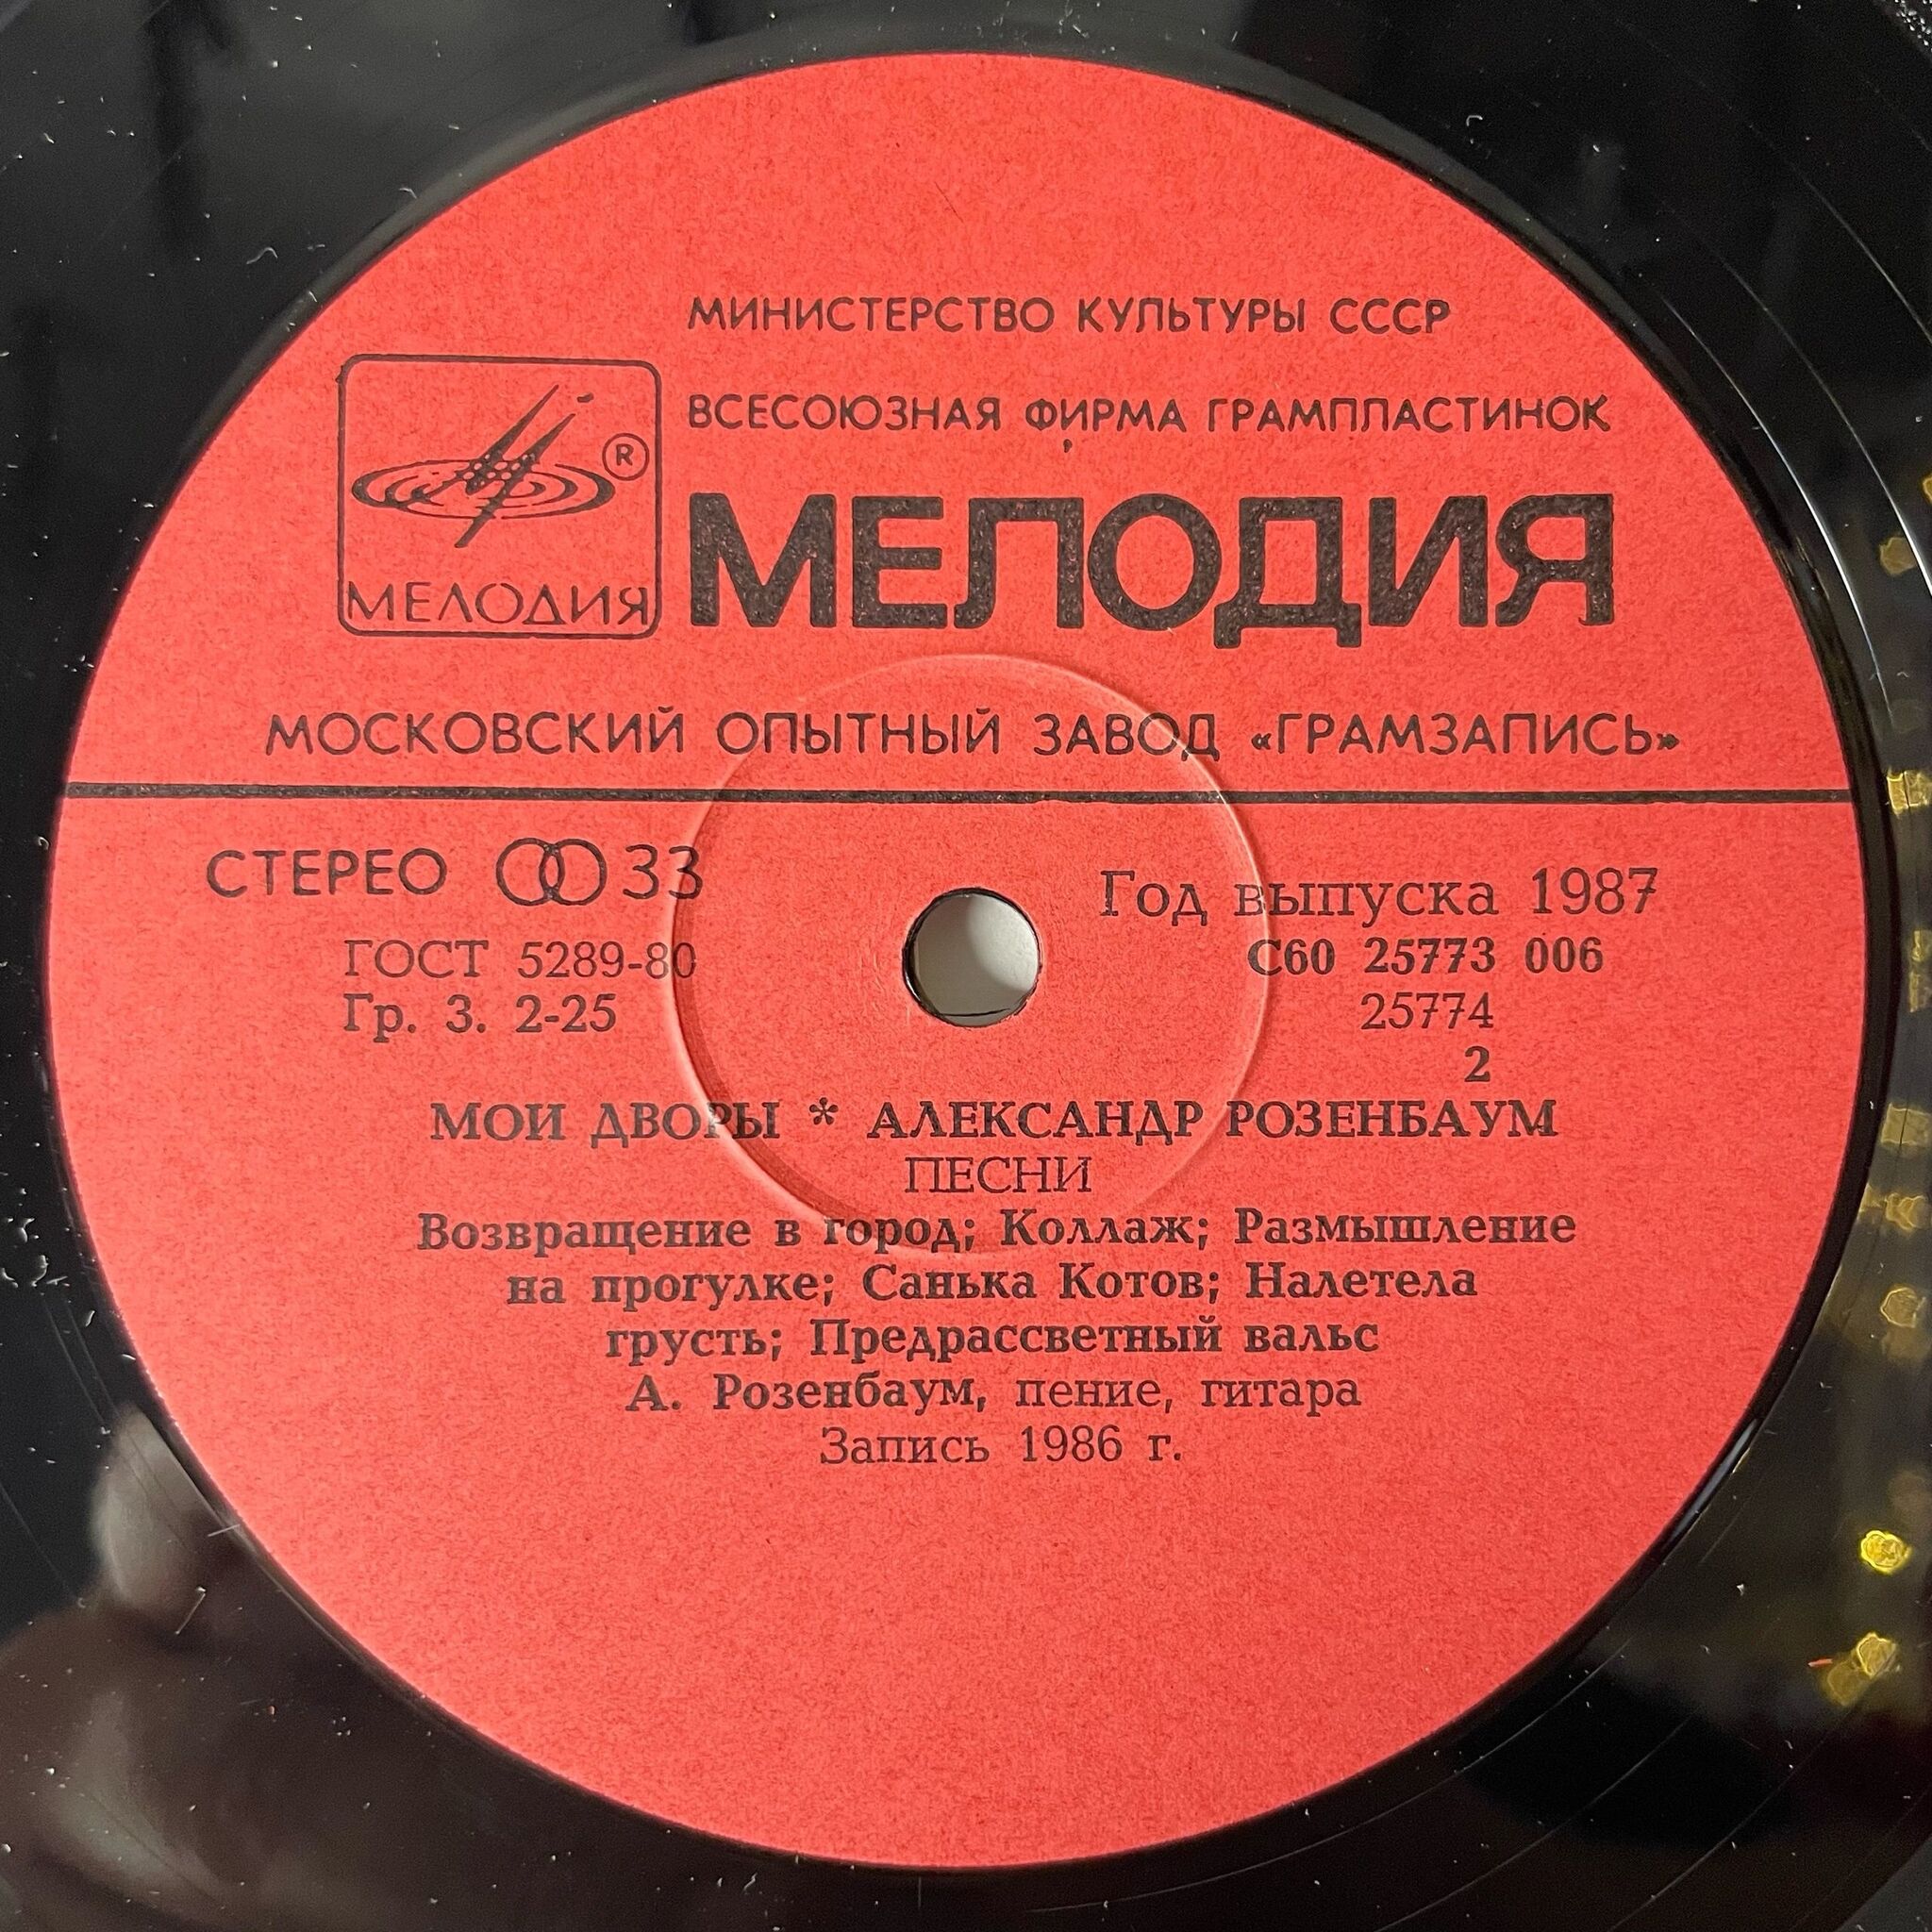 МИНИСТЕРСТВО КУЛЬТУРЫ СССР
ВСЕСОЮЗНАЯ ФИРМА ГРАМПЛАСТИНОК
®
МЕЛОДИЯ
МЕЛОДИЯ
МОСКОВСКИЙ ОПЫТНЫЙ ЗАВОД «ГРАМЗАПИСЬ»
СТЕРЕО 33
Год выпуска 1987
ГОСТ 5289-80
С60 25773 006
Гр. 3. 2-25
25774
2
МОИ ДВОРЫ * АЛЕКСАНДР РОЗЕНБАУМ
ПЕСНИ
Возвращение в город; Коллаж; Размышление
на прогулке; Санька Котов; Налетела
грусть; Предрассветный вальс
А. Розенбаум, пение, гитара
Запись 1986 г.